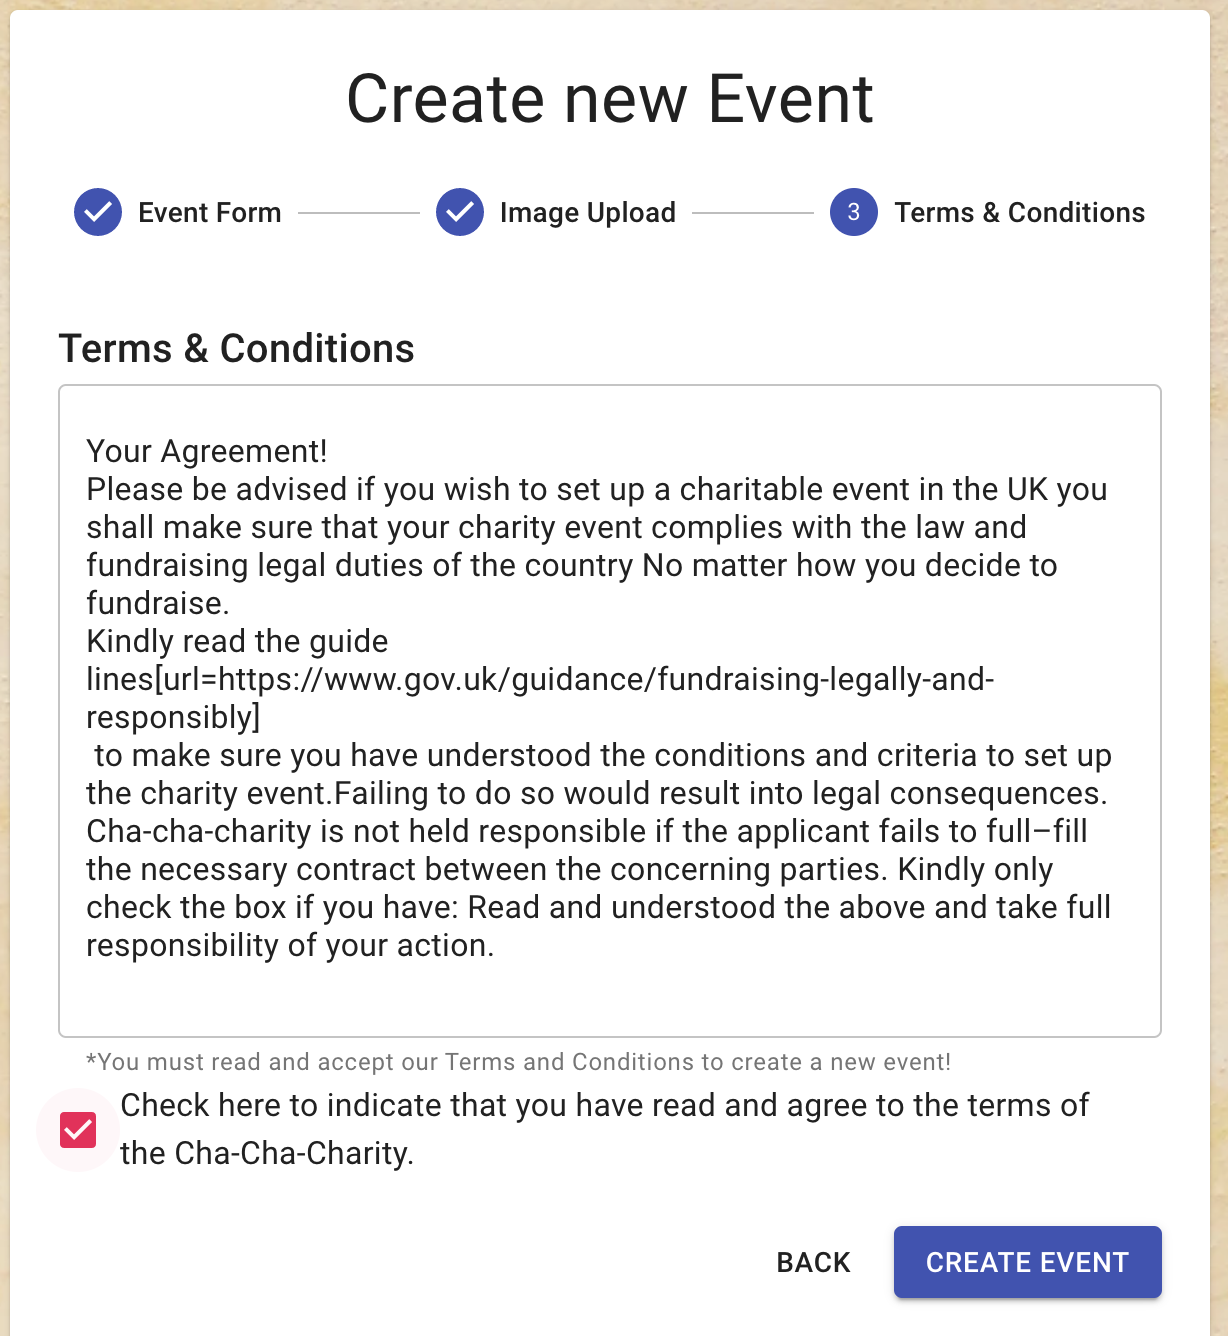 Create new Event
Event Form
Image Upload
3 Terms & Conditions
Terms & Conditions
Your Agreement!
Please be advised if you wish to set up a charitable event in the UK you
shall make sure that your charity event complies with the law and
fundraising legal duties of the country No matter how you decide to
fundraise.
Kindly read the guide
lines[url=https://www.gov.uk/guidance/fundraising-legally-and-
responsibly]
to make sure you have understood the conditions and criteria to set up
the charity event.Failing to do so would result into legal consequences.
Cha-cha-charity is not held responsible if the applicant fails to full–fill
the necessary contract between the concerning parties. Kindly only
check the box if you have: Read and understood the above and take full
responsibility of your action.
*You must read and accept our Terms and Conditions to create a new event!
Check here to indicate that you have read and agree to the terms of
the Cha-Cha-Charity.
BACK
CREATE EVENT